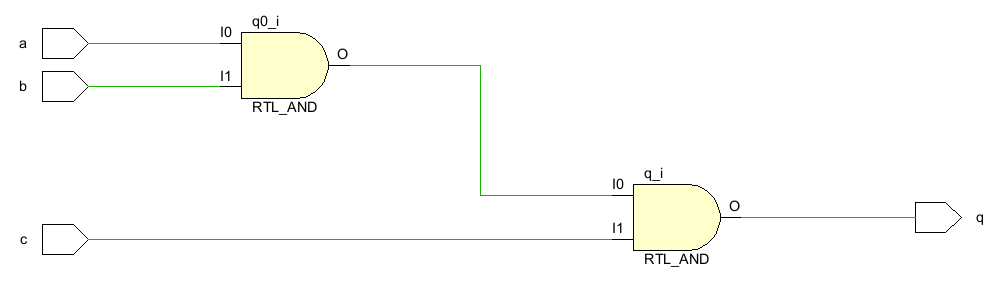 q0_i
a
I0
O
b
I1
RTL_AND
q_i
I0
O
q
c
I1
RTL_AND